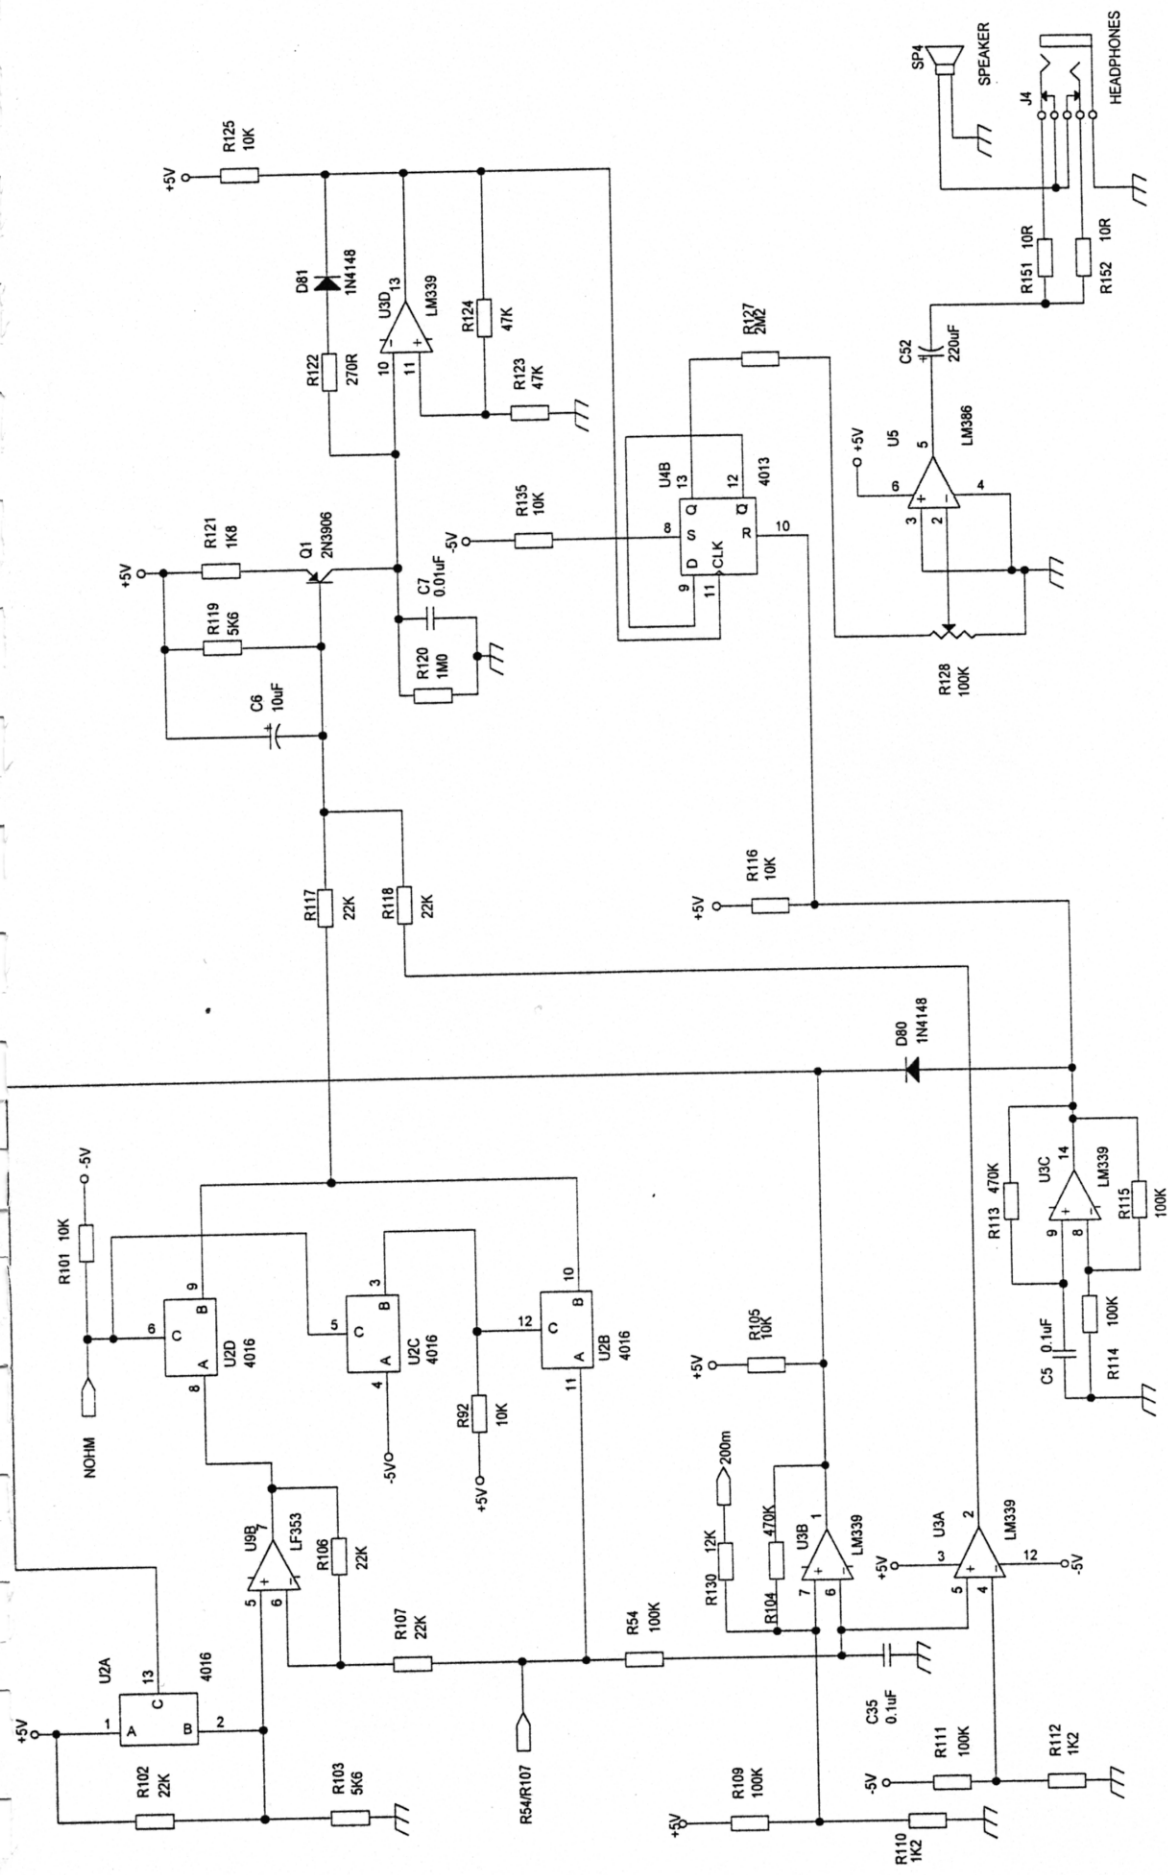 SP4
SPEAKER
J4
HEADPHONES
R151 10R
R152 10R
C52
+
220uF
U5
LM386
+5V
6
5
3
2
4
+
-
R128
100K
R127
2M2
U4B
4013
13
12
8
9
11
10
Q
Q
S
R
D
CLK
R135
10K
-5V
+5V
R125
10K
D81
1N4148
R122
270R
U3D
13
LM339
10
11
-
+
R124
47K
R123
47K
+5V
R121
1K8
Q1
2N3906
R119
5K6
C6
+
10uF
C7
0.01uF
R120
1M0
R117
22K
R118
22K
R116
10K
+5V
D80
1N4148
R113 470K
U3C
14
LM339
9
8
+
-
R115
100K
C5 0.1uF
R114
100K
R101 10K
-5V
NOHM
6
9
8
C
B
A
U2D
4016
5
3
4
C
B
A
U2C
4016
-5V
R92
10K
+5V
12
10
11
C
B
A
U2B
4016
U9B
7
LF353
5
6
+
-
R106
22K
R107
22K
R54/R107
U2A
4016
13
1
2
A
B
C
+5V
R102
22K
R103
5K6
R54
100K
C35
0.1uF
R105
10K
+5V
200m
R130 12K
R104 470K
U3B
1
LM339
7
6
+
-
U3A
2
LM339
+5V
3
12
-5V
5
4
+
-
R109
100K
+5V
R110
1K2
R111
100K
-5V
R112
1K2